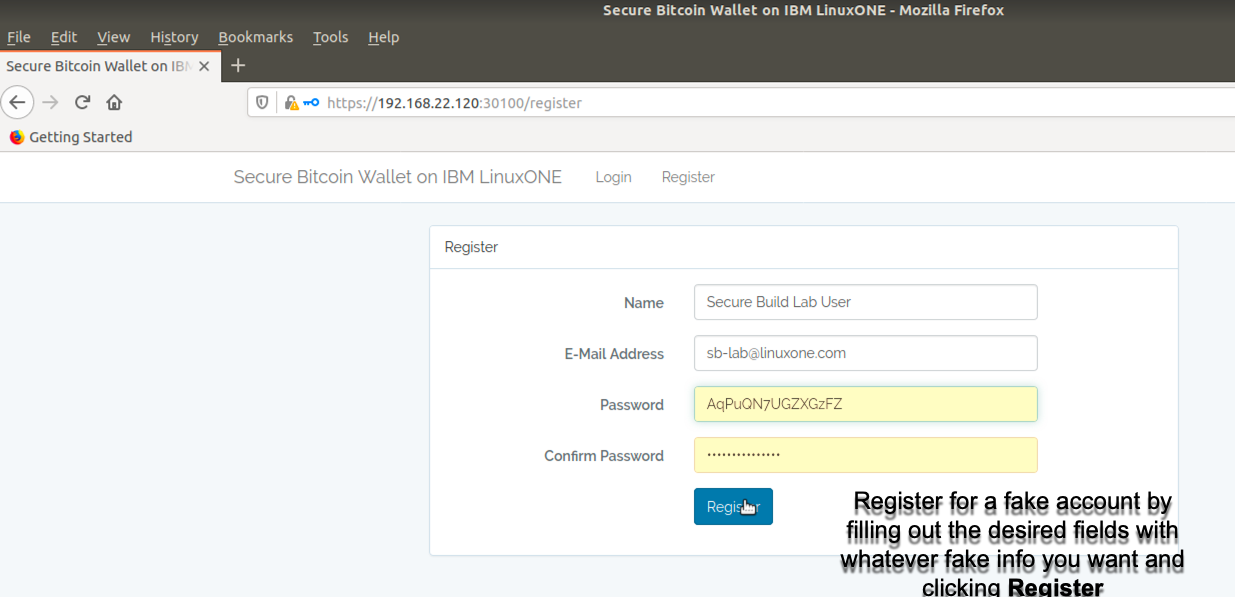 Secure Bitcoin Wallet on IBM LinuxONE - Mozilla Firefox
File Edit View History Bookmarks Tools Help
Secure Bitcoin Wallet on IBM
https://192.168.22.120:30100/register
Getting Started
Secure Bitcoin Wallet on IBM LinuxONE Login Register
Register
Name Secure Build Lab User
E-Mail Address sb-lab@linuxone.com
Password AqPuQN7UGZXGzFZ
Confirm Password •••••••••••••••
Register
Register for a fake account by
filling out the desired fields with
whatever fake info you want and
clicking Register